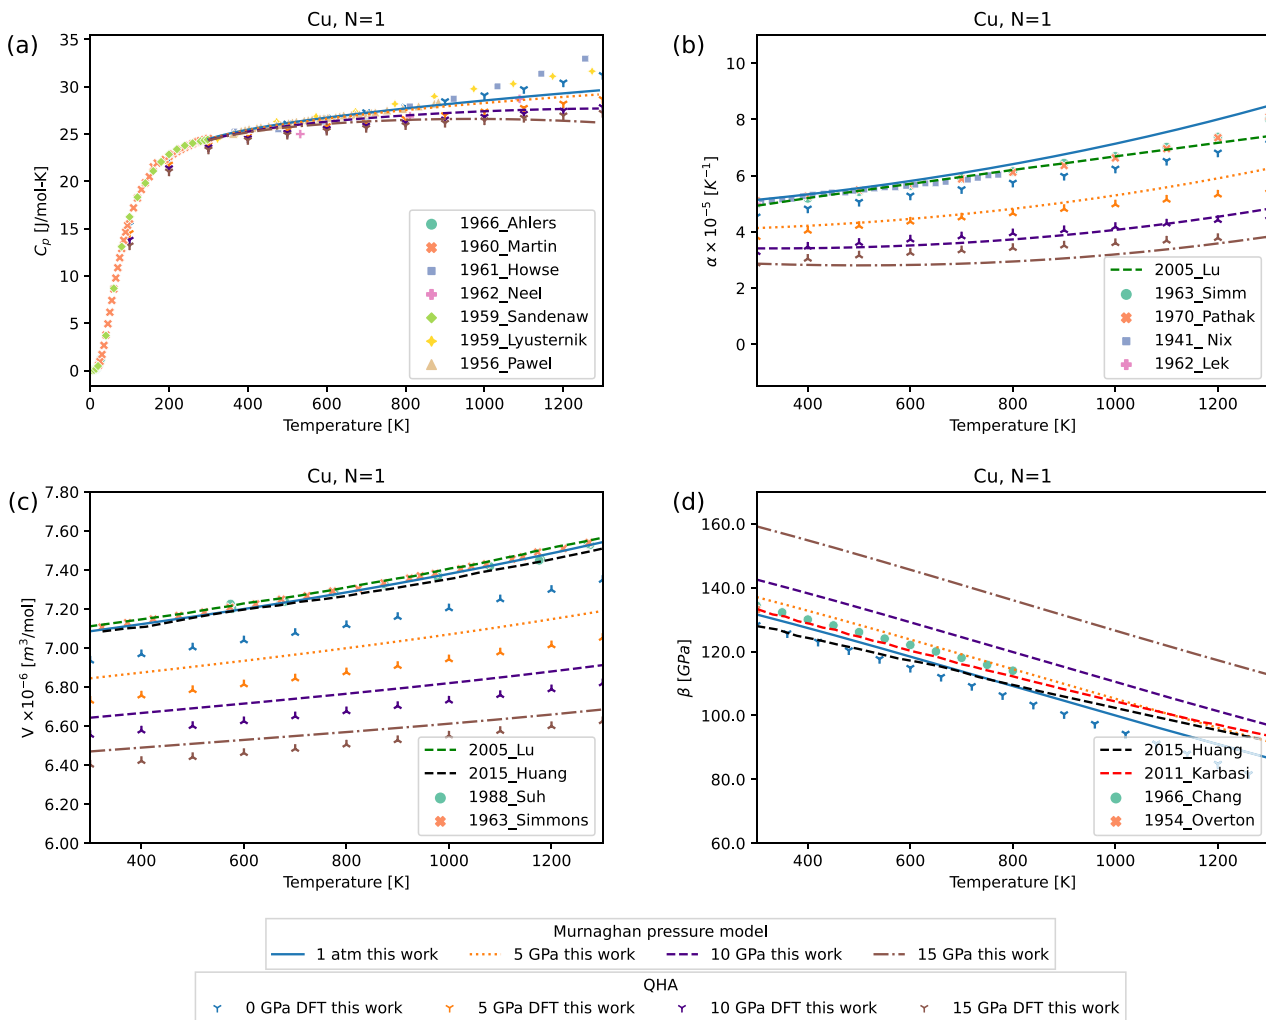 Cu, N=1
(a)
35
30
25
20
15
10
5
0
C_p [J/mol-K]
1966_Ahlers
1960_Martin
1961_Howse
1962_Neel
1959_Sandenaw
1959_Lyusternik
1956_Pawel
0 200 400 600 800 1000 1200
Temperature [K]
Cu, N=1
(b)
10
8
6
4
2
0
α × 10⁻⁵ [K⁻¹]
2005_Lu
1963_Simm
1970_Pathak
1941_ Nix
1962_Lek
400 600 800 1000 1200
Temperature [K]
Cu, N=1
(c)
7.80
7.60
7.40
7.20
7.00
6.80
6.60
6.40
6.20
6.00
V ×10⁻⁶ [m³/mol]
2005_Lu
2015_Huang
1988_Suh
1963_Simmons
400 600 800 1000 1200
Temperature [K]
Cu, N=1
(d)
160.0
140.0
120.0
100.0
80.0
60.0
β [GPa]
2015_Huang
2011_Karbasi
1966_Chang
1954_Overton
400 600 800 1000 1200
Temperature [K]
Murnaghan pressure model
1 atm this work 5 GPa this work 10 GPa this work 15 GPa this work
QHA
0 GPa DFT this work 5 GPa DFT this work 10 GPa DFT this work 15 GPa DFT this work